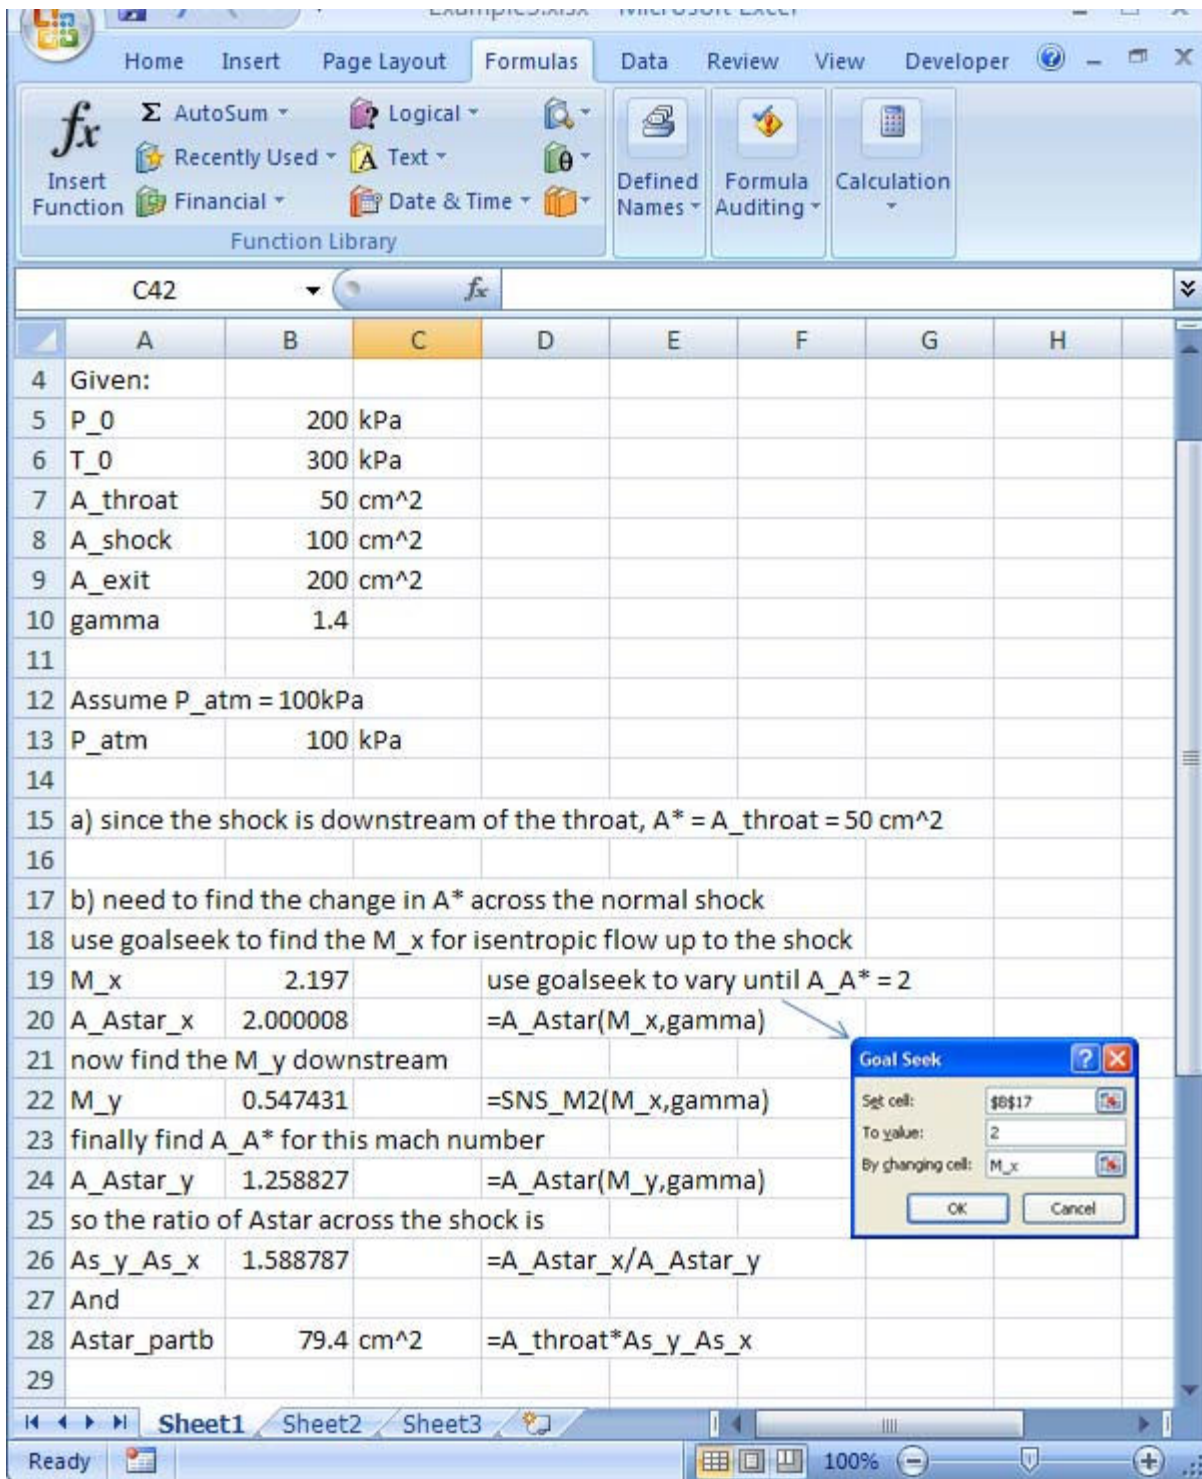 Home Insert Page Layout Formulas Data Review View Developer
fx Σ AutoSum Logical
Recently Used A Text θ
Insert Function Financial Date & Time
Defined Names Formula Auditing Calculation
Function Library
C42 fx
A B C D E F G H
4 Given:
5 P_0 200 kPa
6 T_0 300 kPa
7 A_throat 50 cm^2
8 A_shock 100 cm^2
9 A_exit 200 cm^2
10 gamma 1.4
11
12 Assume P_atm = 100kPa
13 P_atm 100 kPa
14
15 a) since the shock is downstream of the throat, A* = A_throat = 50 cm^2
16
17 b) need to find the change in A* across the normal shock
18 use goalseek to find the M_x for isentropic flow up to the shock
19 M_x 2.197 use goalseek to vary until A_A* = 2
20 A_Astar_x 2.000008 =A_Astar(M_x,gamma)
21 now find the M_y downstream
22 M_y 0.547431 =SNS_M2(M_x,gamma)
23 finally find A_A* for this mach number
24 A_Astar_y 1.258827 =A_Astar(M_y,gamma)
25 so the ratio of Astar across the shock is
26 As_y_As_x 1.588787 =A_Astar_x/A_Astar_y
27 And
28 Astar_partb 79.4 cm^2 =A_throat*As_y_As_x
29
Goal Seek
Set cell: $B$17
To value: 2
By changing cell: M_x
OK Cancel
Sheet1 Sheet2 Sheet3
Ready 100%